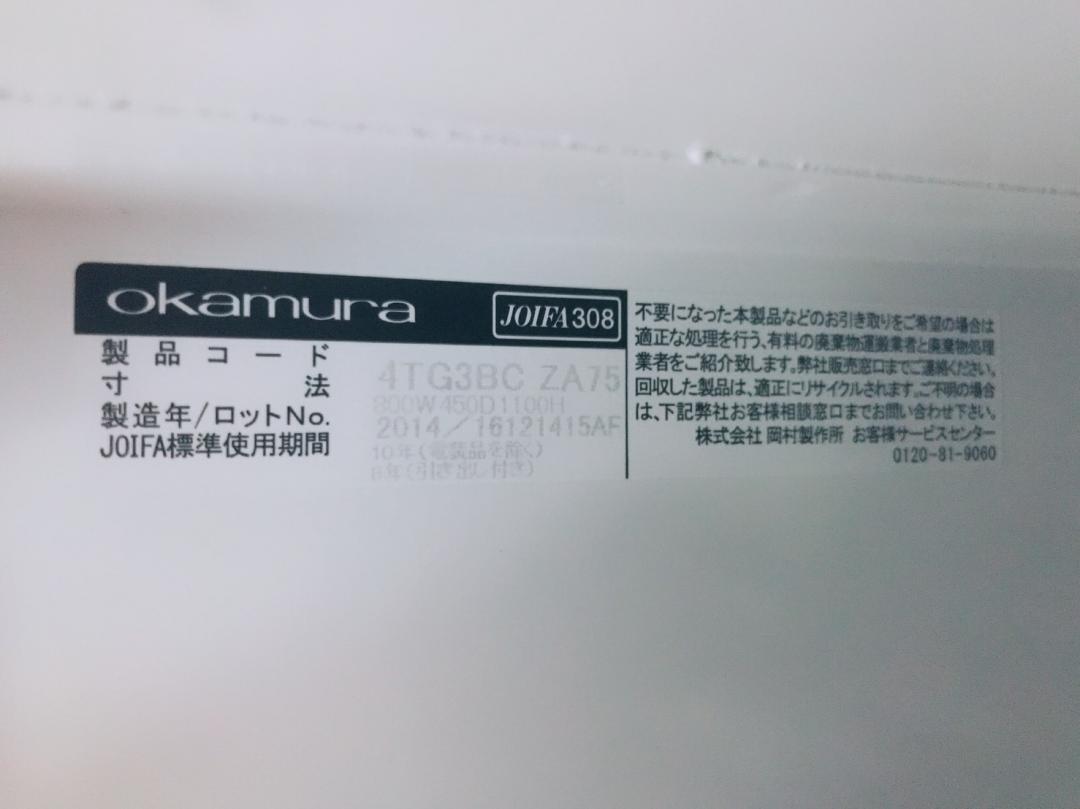 okamura
JOIFA308
製品コード 4TG3BC ZA75
寸法 800W450D1100H
製造年/ロットNo. 2014/16121415AF
JOIFA標準使用期間 10年(電装品を除く)
8年(引き出し付き)
不要になった本製品などのお引き取りをご希望の場合は
適正な処理を行う、有料の廃棄物運搬業者と廃棄物処理
業者をご紹介致します。弊社販売窓口までご連絡ください。
回収した製品は、適正にリサイクルされます。ご不明の場合
は、下記弊社お客様相談窓口までお問い合わせ下さい。
株式会社 岡村製作所 お客様サービスセンター
0120-81-9060